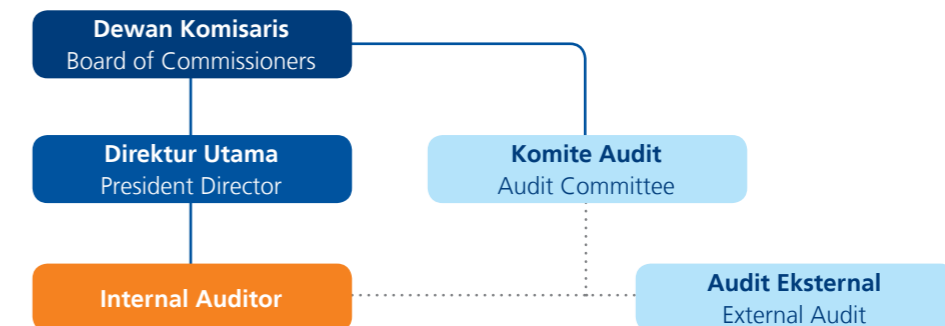 Dewan Komisaris
Board of Commissioners
Direktur Utama
President Director
Komite Audit
Audit Committee
Internal Auditor
Audit Eksternal
External Audit